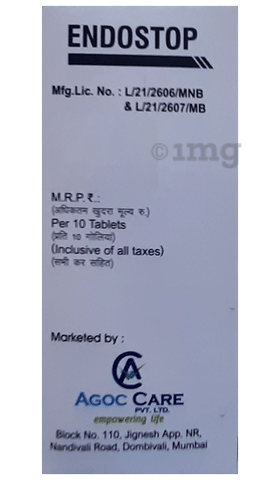 ENDOSTOP
Mfg.Lic. No. : L/21/2606/MNB
& L/21/2607/MB
1mg
M.R.P.₹.:
(अधिकतम खुदरा मूल्य रु.)
Per 10 Tablets
(प्रति 10 गोलियां)
(Inclusive of all taxes)
(सभी कर सहित)
Marketed by :
CA
AGOC CARE
PVT. LTD.
empowering life
Block No. 110, Jignesh App. NR,
Nandivali Road, Dombivali, Mumbai